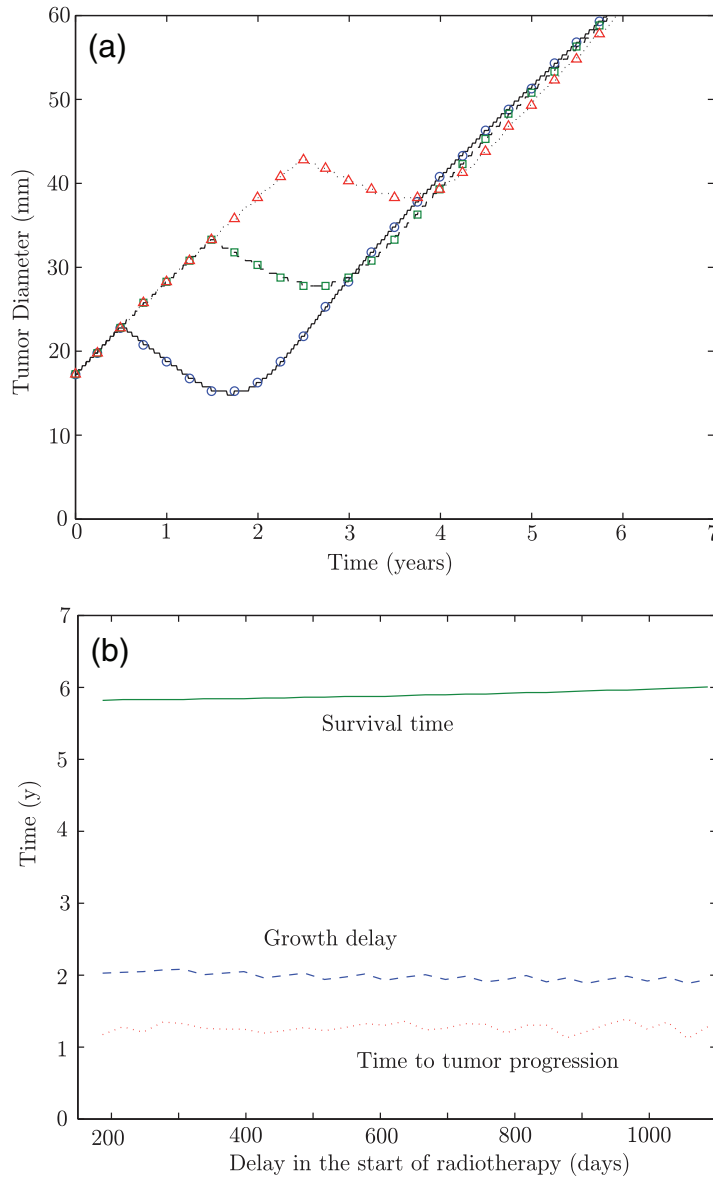 (a)
60
50
40
30
20
10
0
Tumor Diameter (mm)
0 1 2 3 4 5 6 7
Time (years)
(b)
7
6
5
4
3
2
1
0
Time (y)
Survival time
Growth delay
Time to tumor progression
200 400 600 800 1000
Delay in the start of radiotherapy (days)